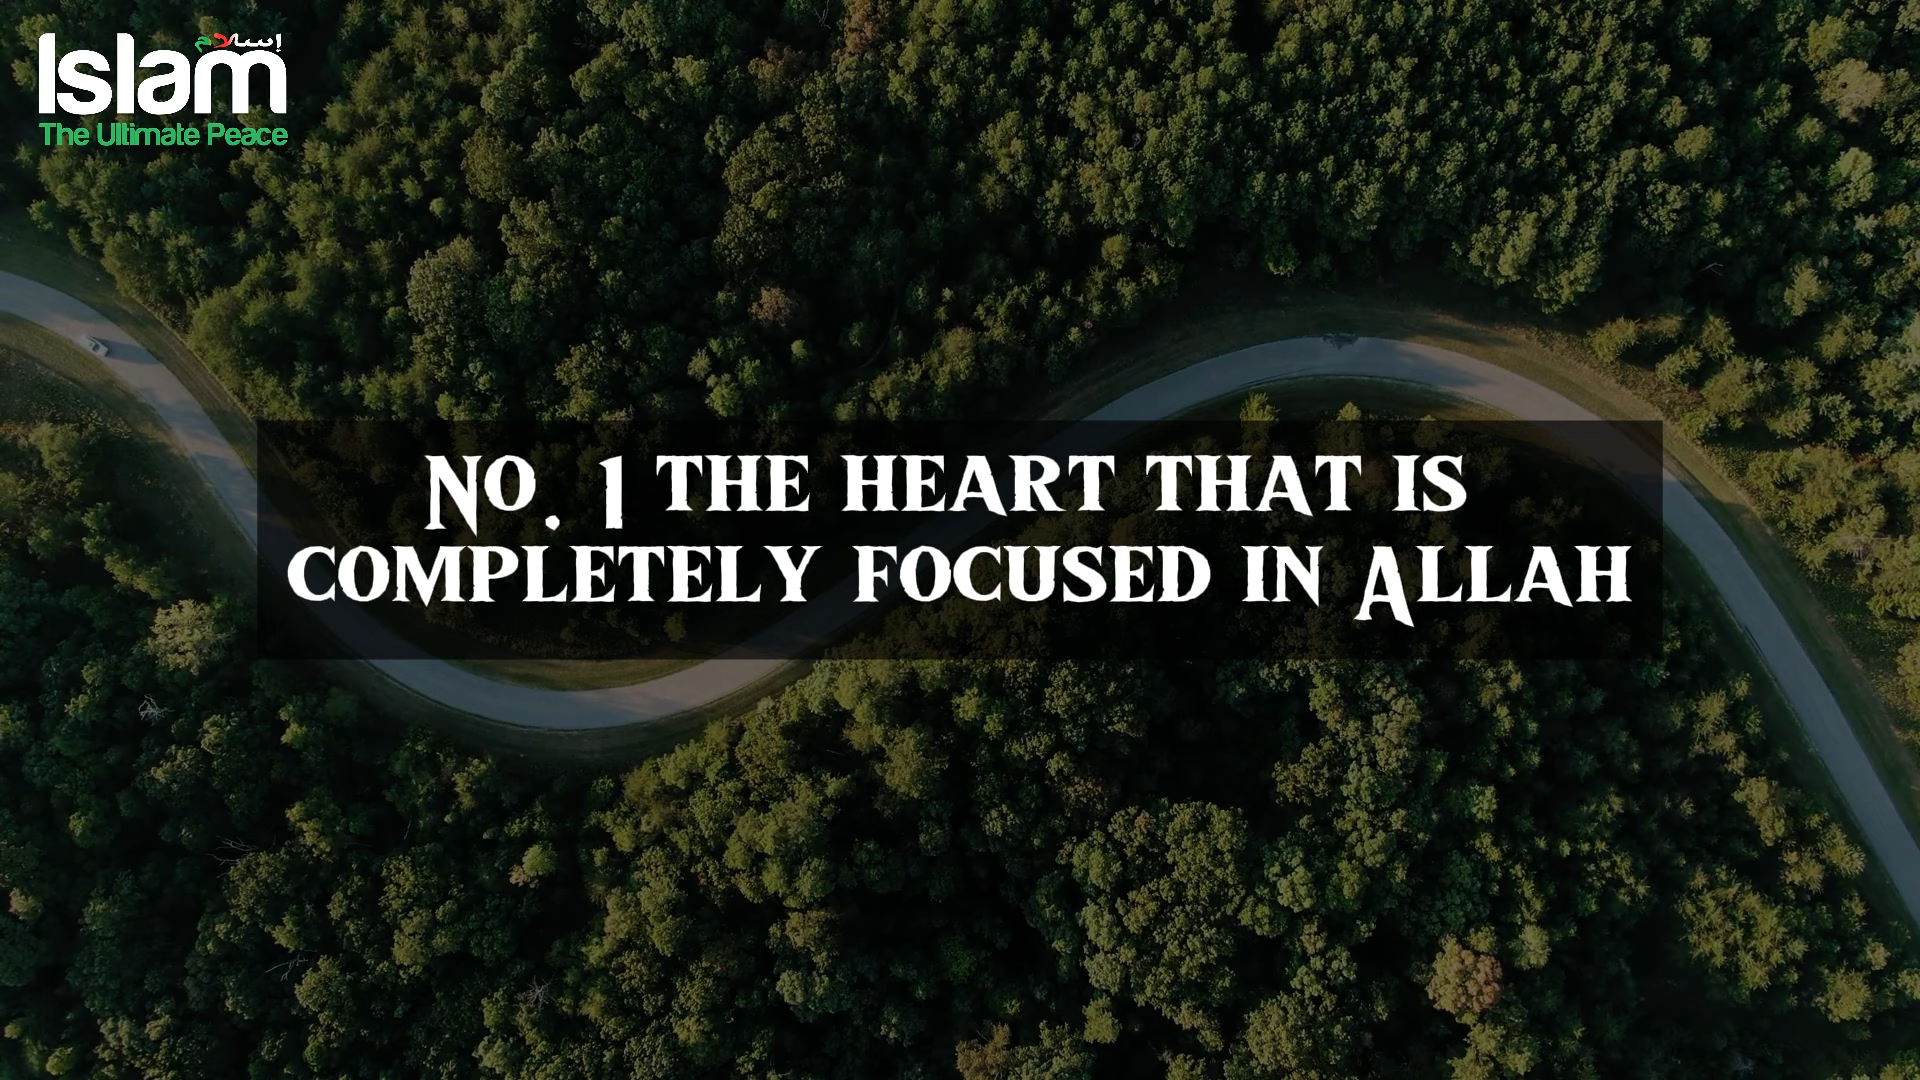 إسلام
Islam
The Ultimate Peace
No. 1 the heart that is
completely focused in Allah